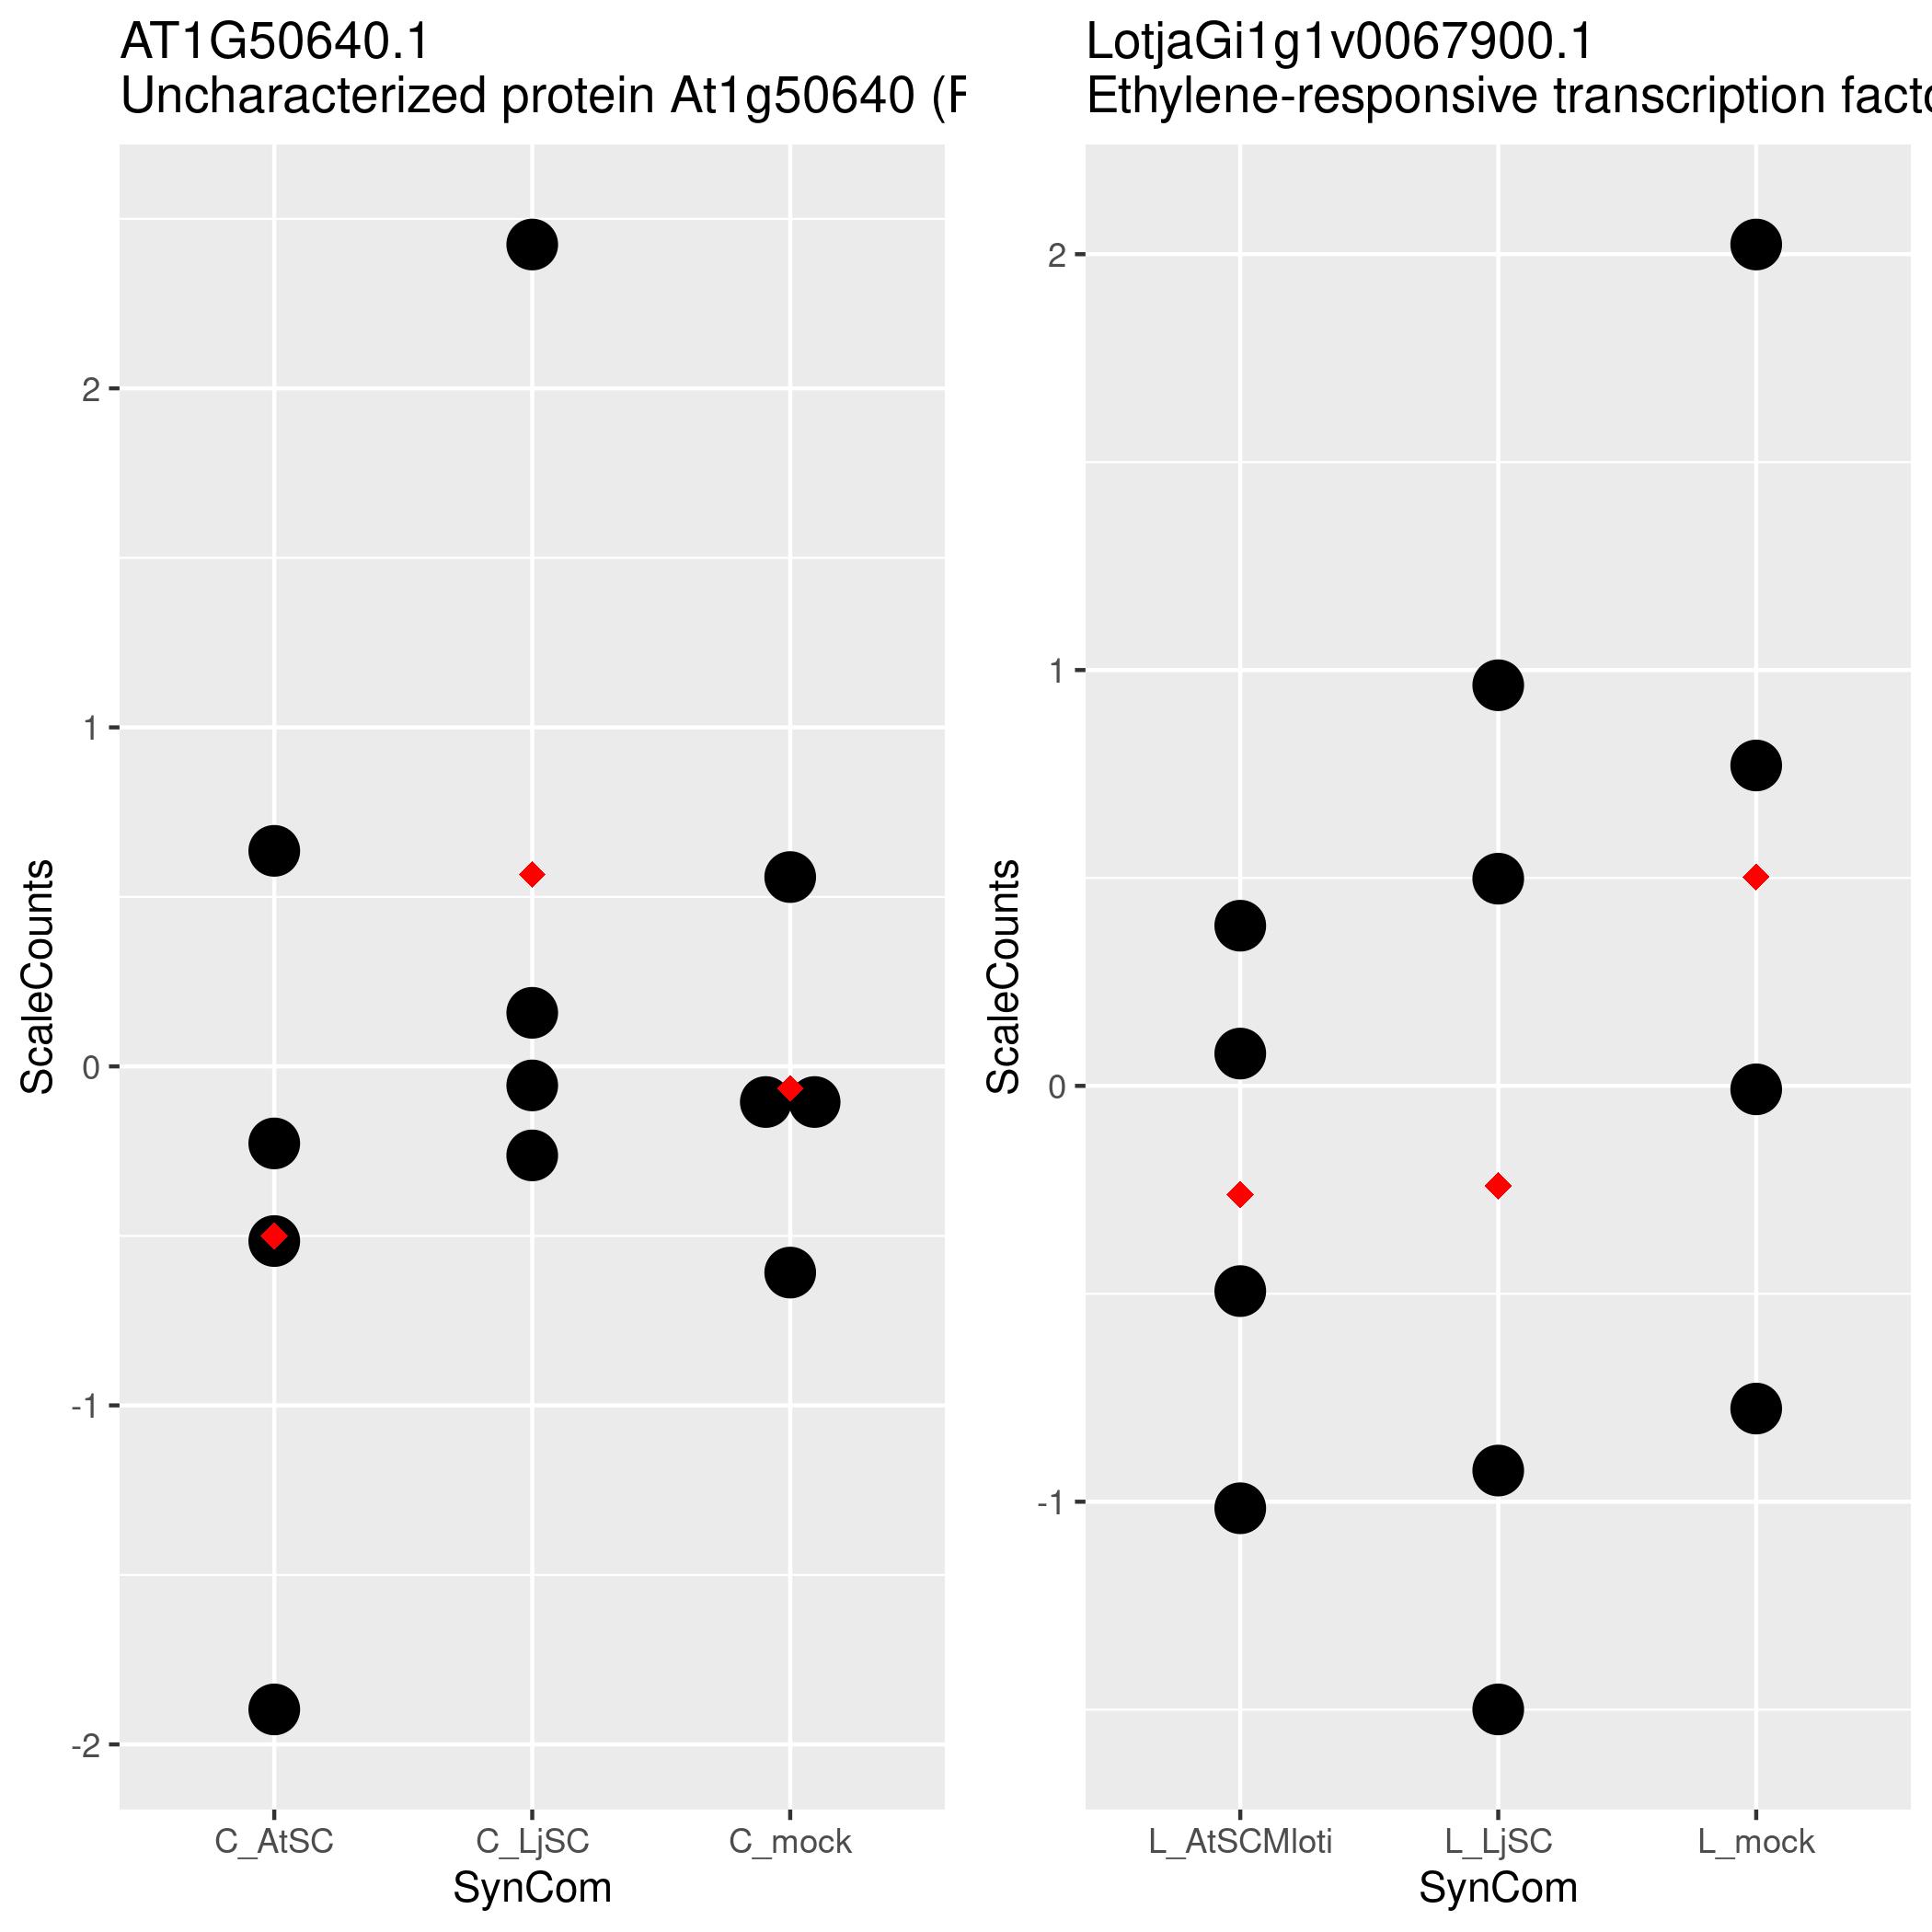 AT1G50640.1
Uncharacterized protein At1g50640 (F
ScaleCounts
2
1
0
-1
-2
C_AtSC C_LjSC C_mock
SynCom
LotjaGi1g1v0067900.1
Ethylene-responsive transcription facto
ScaleCounts
2
1
0
-1
L_AtSCMloti L_LjSC L_mock
SynCom